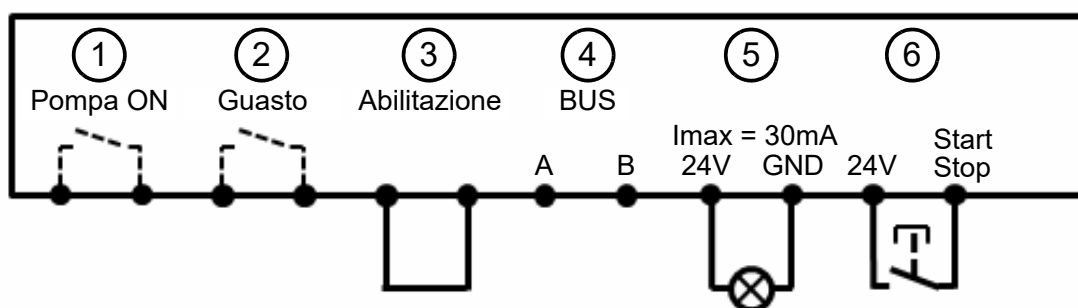 1 2 3 4 5 6
Pompa ON Guasto Abilitazione BUS
Imax = 30mA
A B 24V GND 24V Start
Stop